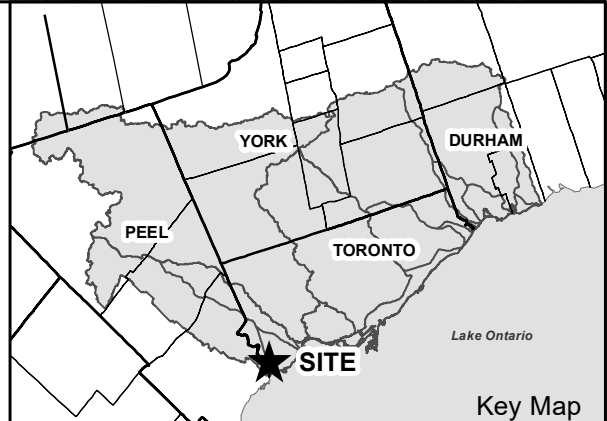 YORK
DURHAM
PEEL
TORONTO
Lake Ontario
SITE
Key Map